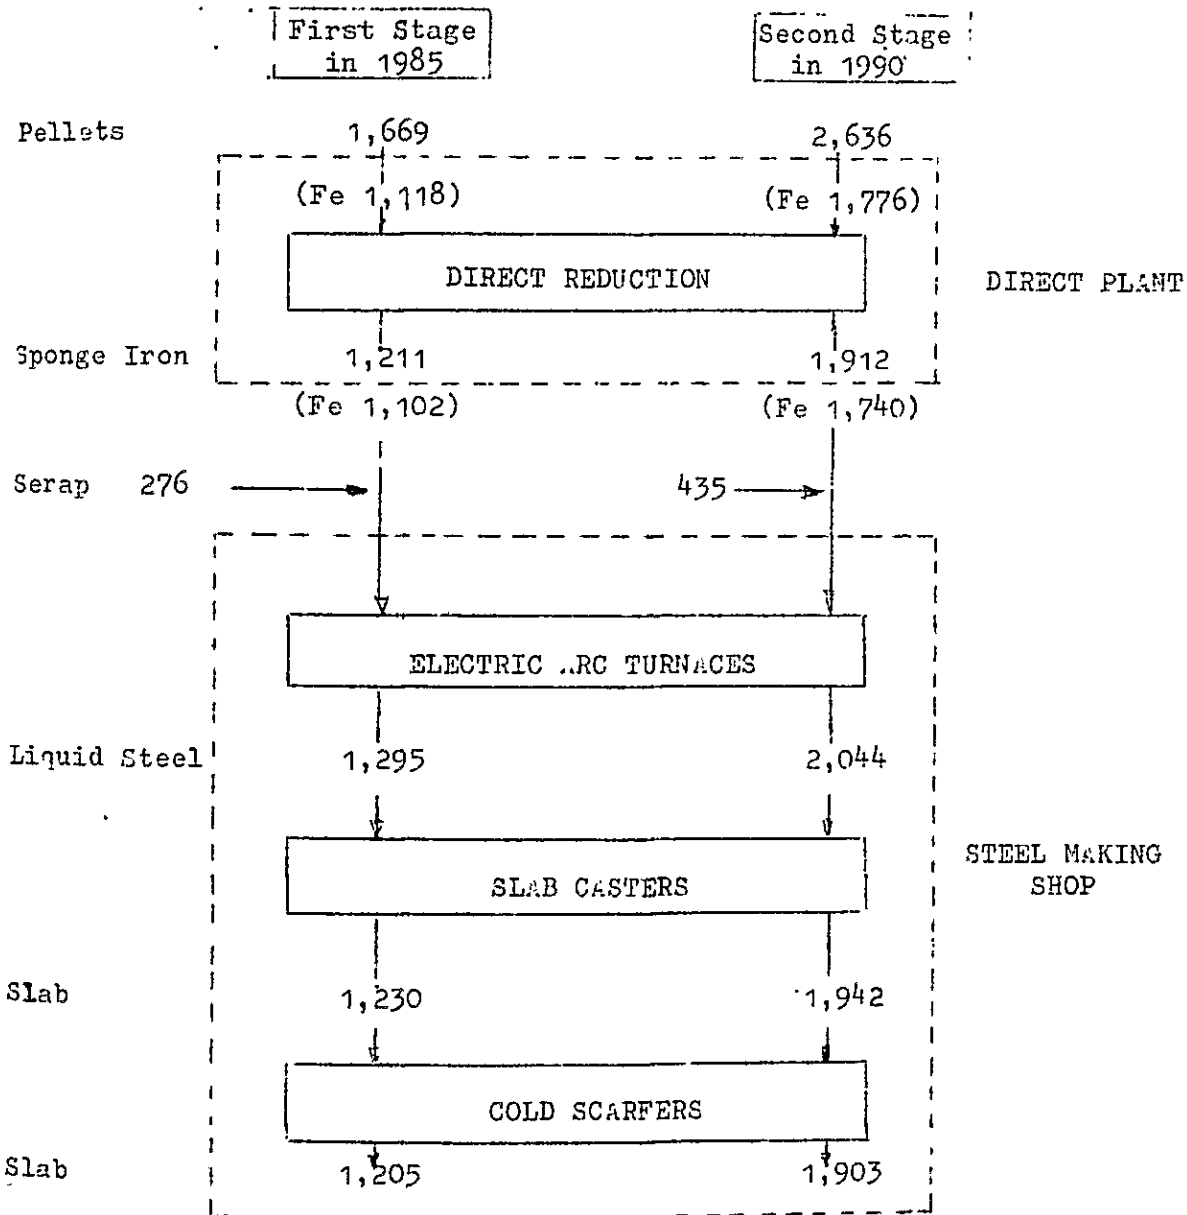 First Stage
in 1985
Second Stage
in 1990
Pellets 1,669 2,636
(Fe 1,118) (Fe 1,776)
DIRECT REDUCTION
DIRECT PLANT
Sponge Iron 1,211 1,912
(Fe 1,102) (Fe 1,740)
Serap 276 435
ELECTRIC ..RC TURNACES
Liquid Steel 1,295 2,044
SLAB CASTERS
STEEL MAKING
SHOP
Slab 1,230 1,942
COLD SCARFERS
Slab 1,205 1,903